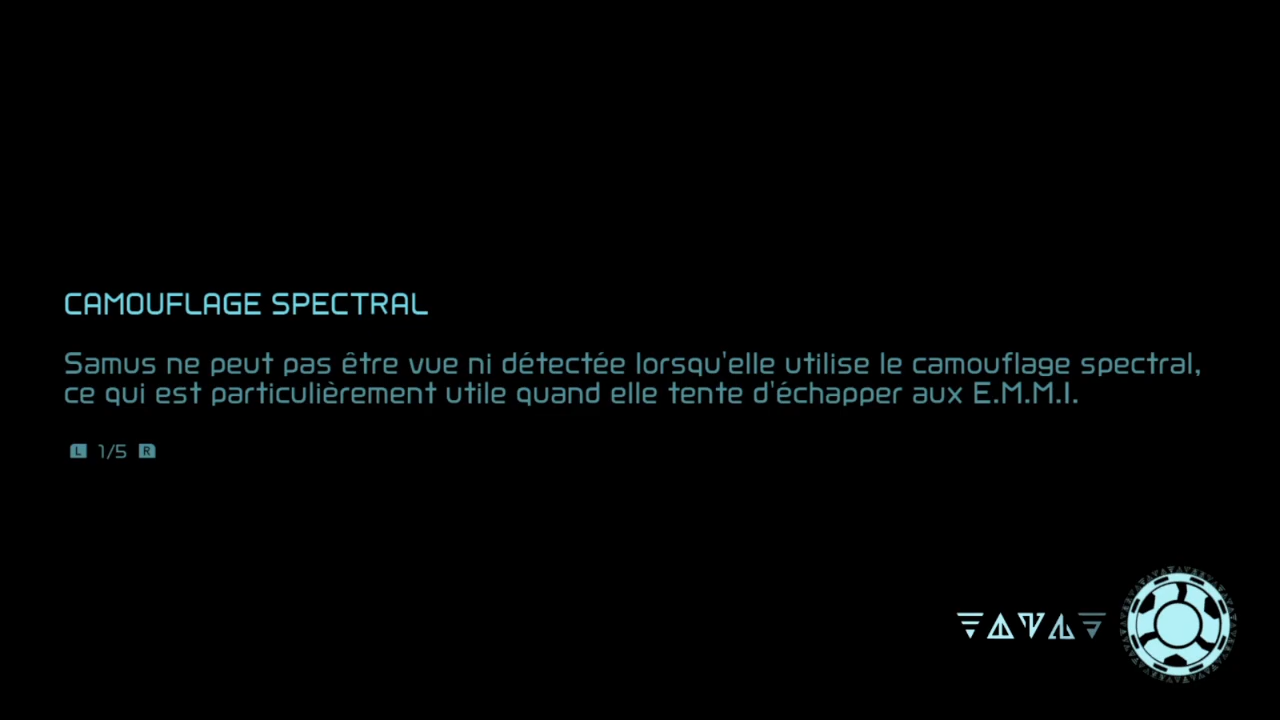 CAMOUFLAGE SPECTRAL
Samus ne peut pas être vue ni détectée lorsqu'elle utilise le camouflage spectral,
ce qui est particulièrement utile quand elle tente d'échapper aux E.M.M.I.
L 1/5 R